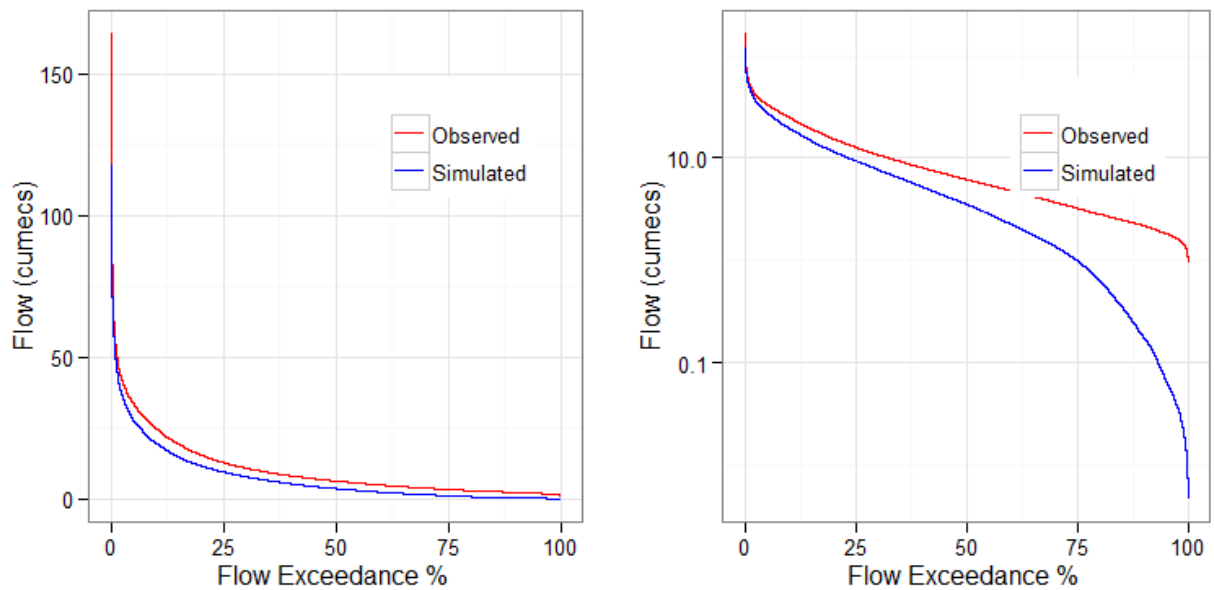 150
100
50
0
Flow (cumecs)
Observed
Simulated
0 25 50 75 100
Flow Exceedance %
10.0
0.1
Flow (cumecs)
Observed
Simulated
0 25 50 75 100
Flow Exceedance %